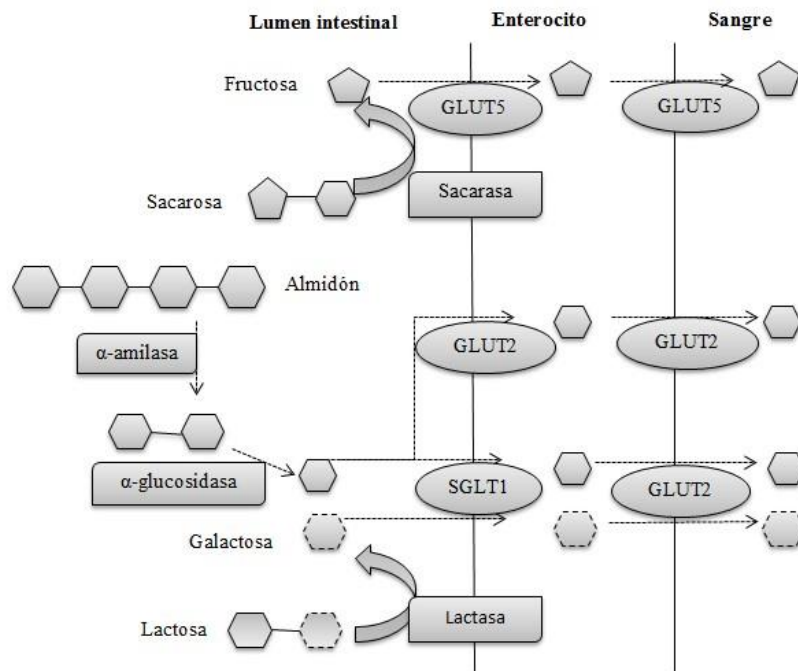 Lumen intestinal
Enterocito
Sangre
Fructosa
GLUT5
GLUT5
Sacarosa
Sacarasa
Almidón
α-amilasa
GLUT2
GLUT2
α-glucosidasa
SGLT1
GLUT2
Galactosa
Lactosa
Lactasa